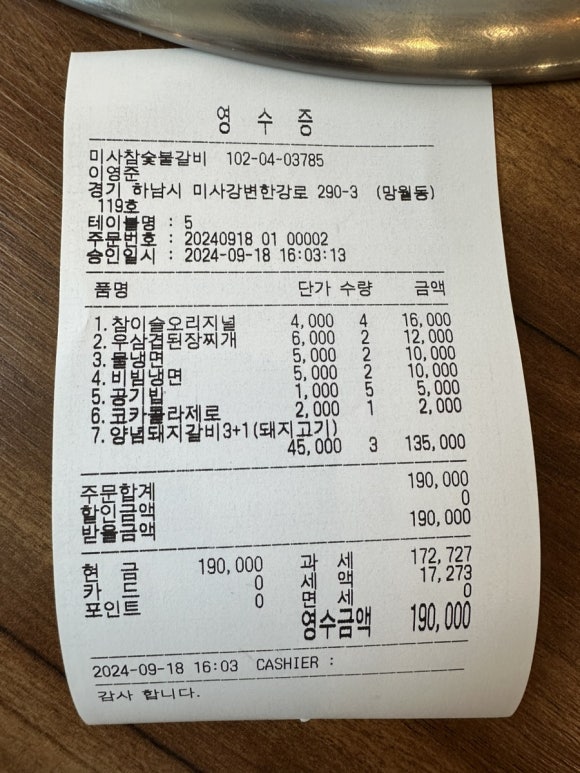 영 수 증
미사참숯불갈비 102-04-03785
이영준
경기 하남시 미사강변한강로 290-3 (망월동)
119호
테이블명 : 5
주문번호 : 20240918 01 00002
승인일시 : 2024-09-18 16:03:13
품명 단가 수량 금액
1. 참이슬오리지널 4,000 4 16,000
2. 우삼겹된장찌개 6,000 2 12,000
3. 물냉면 5,000 2 10,000
4. 비빔냉면 5,000 2 10,000
5. 공기밥 1,000 5 5,000
6. 코카콜라제로 2,000 1 2,000
7. 양념돼지갈비3+1(돼지고기)
45,000 3 135,000
주문합계 190,000
할인금액 0
받을금액 190,000
현 금 190,000 과 세 172,727
카 드 0 세 액 17,273
포인트 0 면 세 0
영수금액 190,000
2024-09-18 16:03 CASHIER :
감사 합니다.